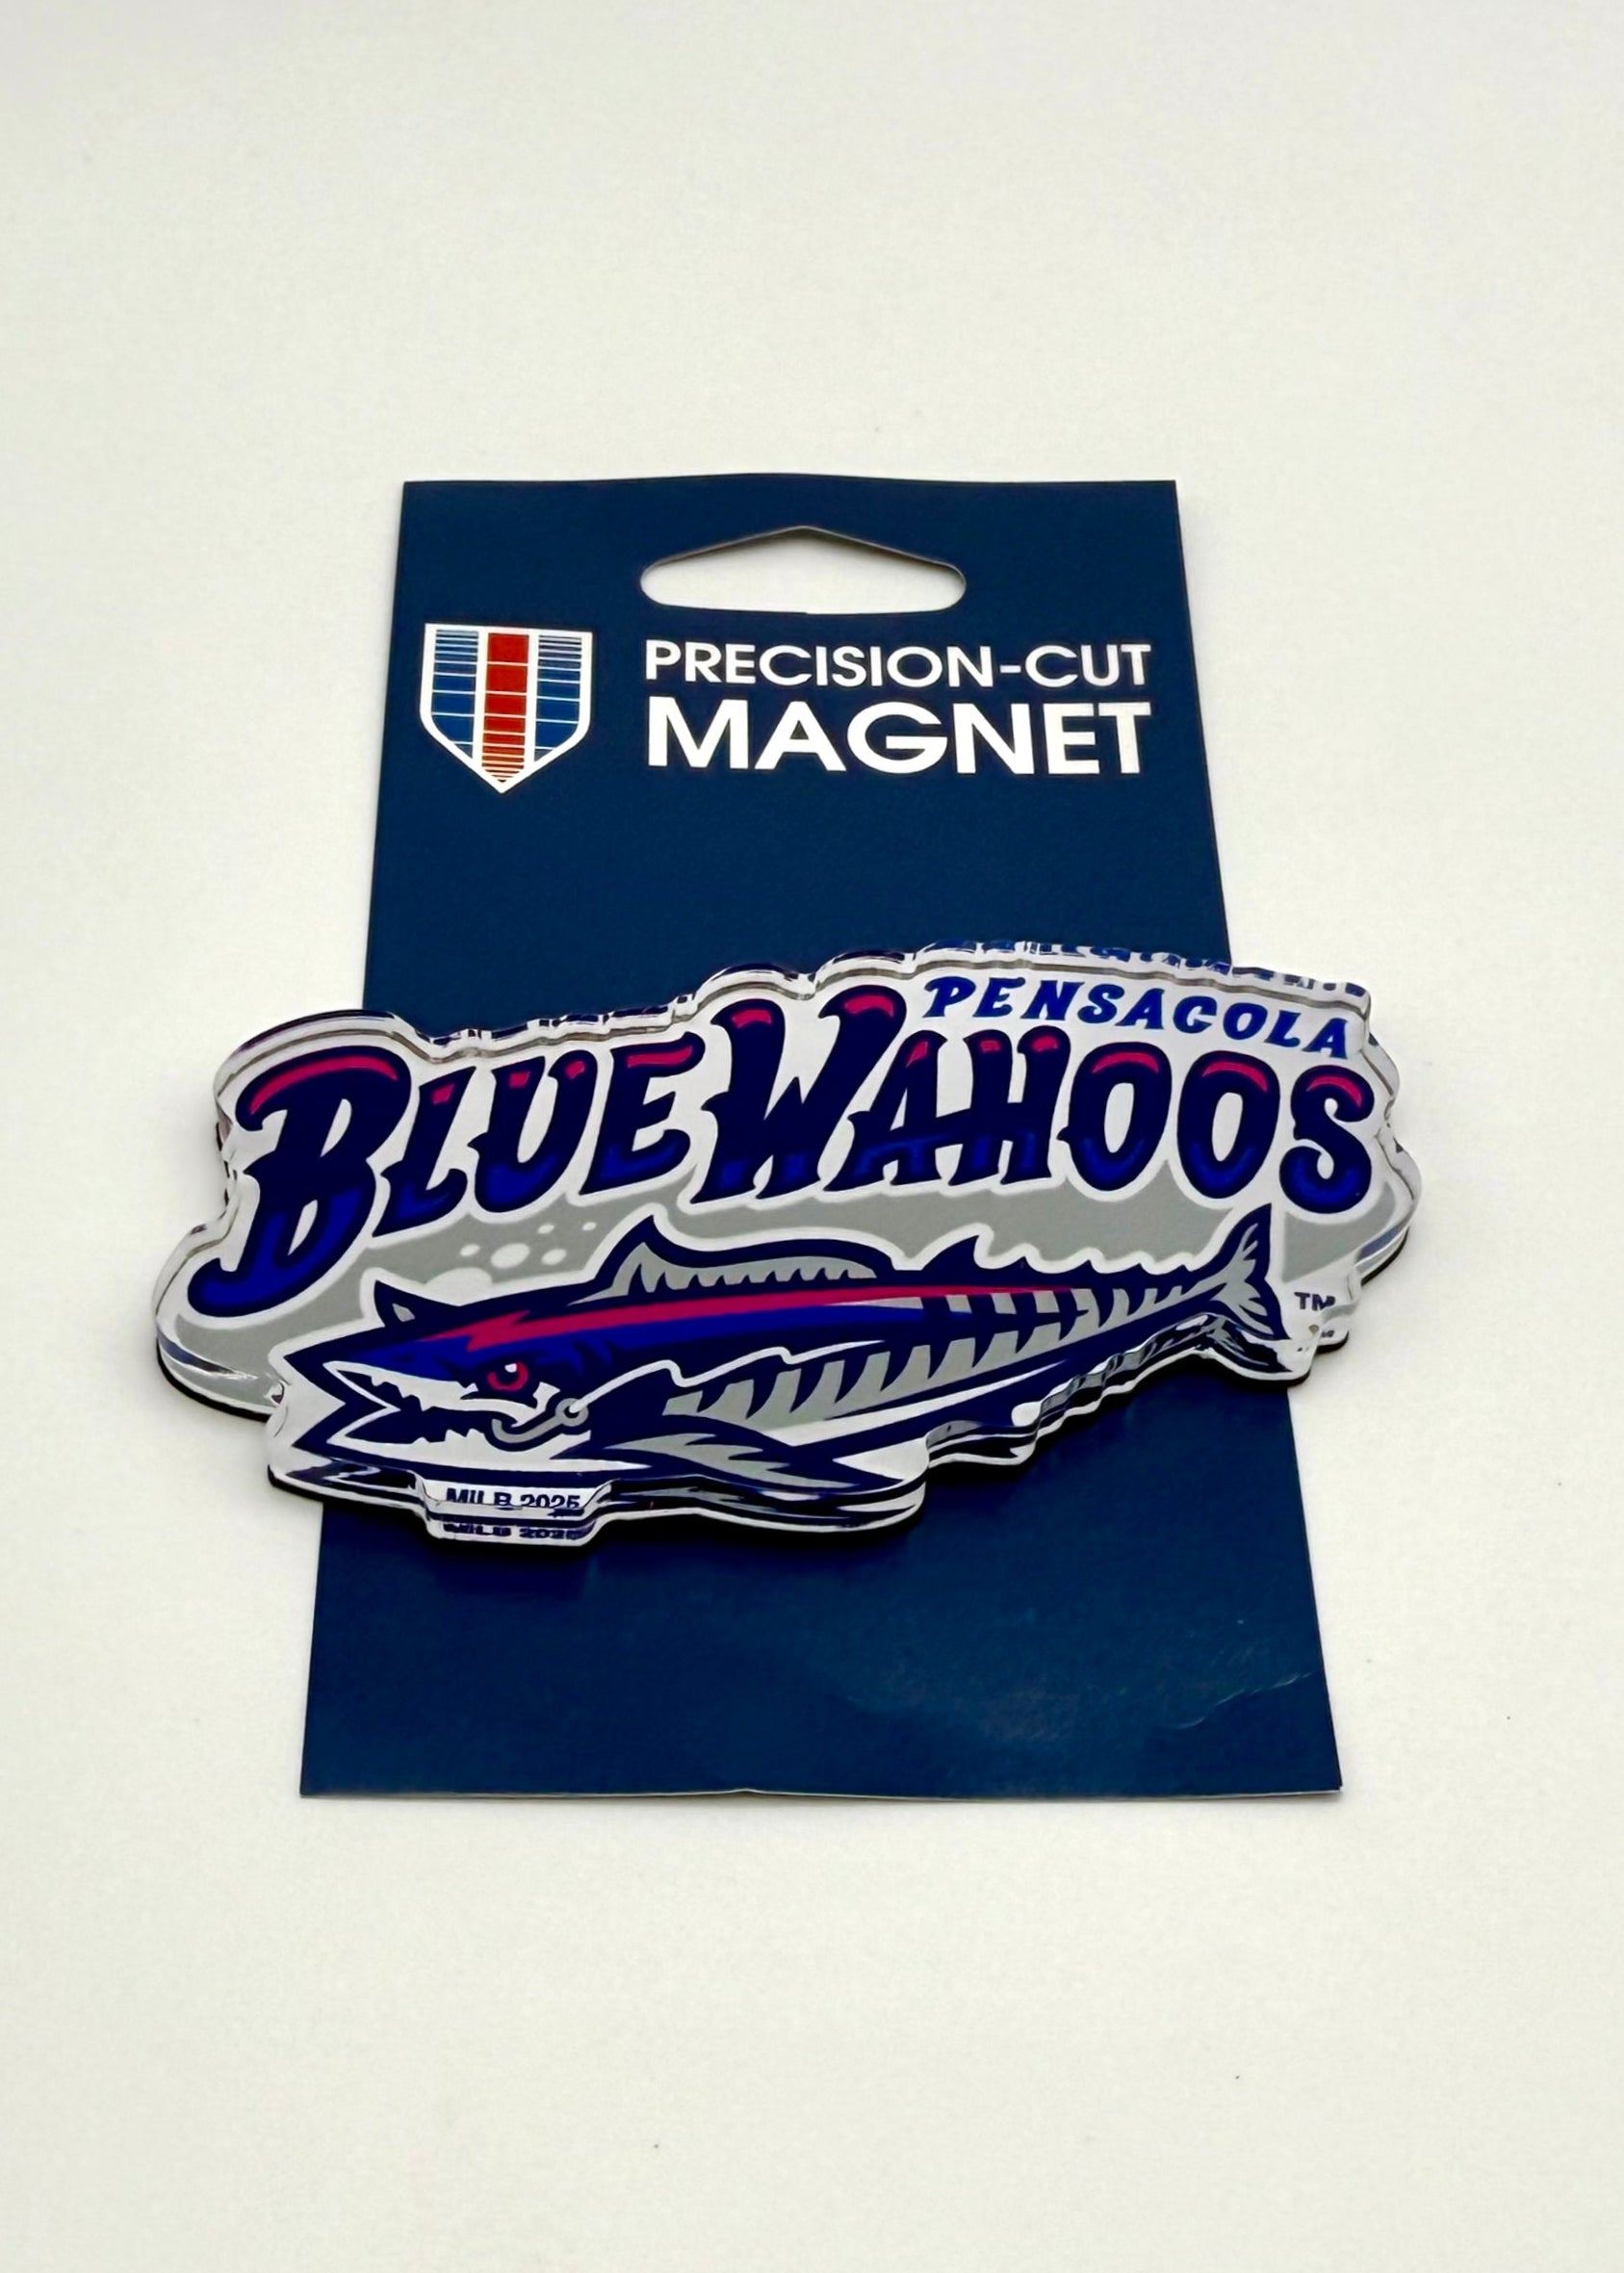 PRECISION-CUT
MAGNET
PENSACOLA
BLUE WAHOOS
TM
MILB 2025